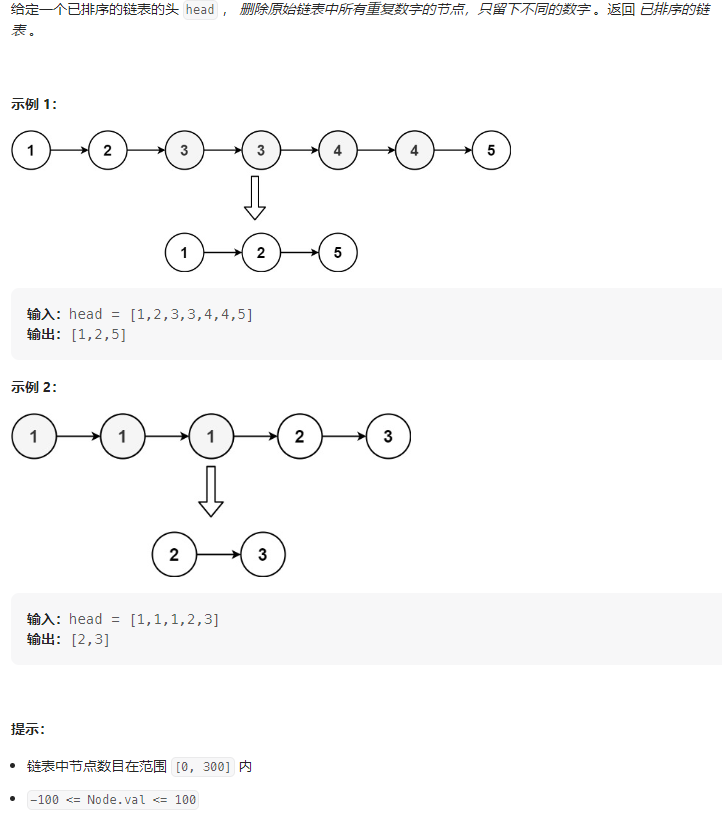 给定一个已排序的链表的头 head ， 删除原始链表中所有重复数字的节点，只留下不同的数字 。返回 已排序的链
表 。
示例 1：
1 2 3 3 4 4 5
1 2 5
输入：head = [1,2,3,3,4,4,5]
输出：[1,2,5]
示例 2：
1 1 1 2 3
2 3
输入：head = [1,1,1,2,3]
输出：[2,3]
提示：
链表中节点数目在范围 [0, 300] 内
-100 <= Node.val <= 100